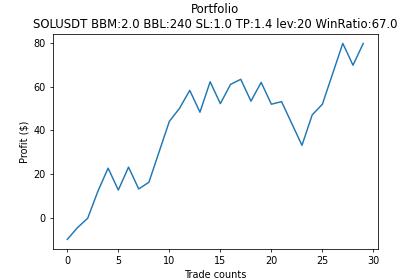 Portfolio
SOLUSDT BBM:2.0 BBL:240 SL:1.0 TP:1.4 lev:20 WinRatio:67.0
80
60
40
20
0
Profit ($)
0 5 10 15 20 25 30
Trade counts